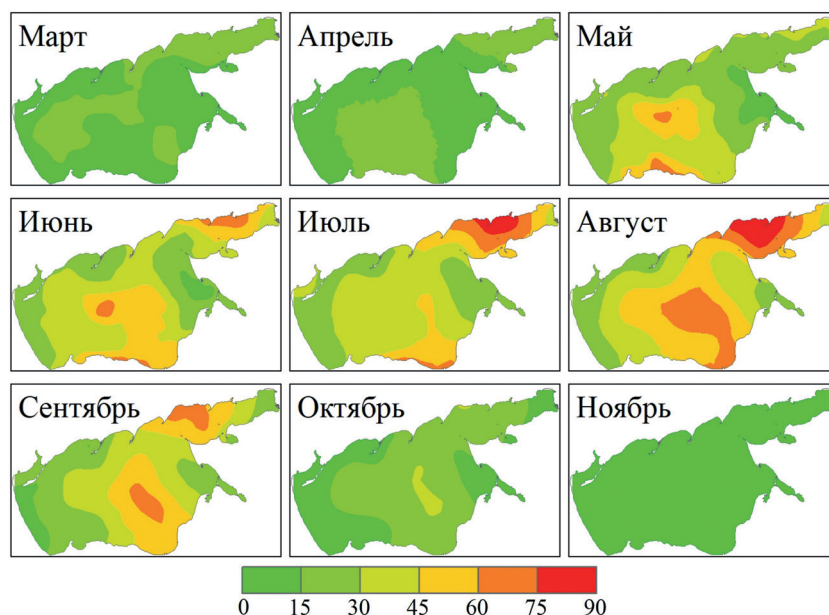 Март
Апрель
Май
Июнь
Июль
Август
Сентябрь
Октябрь
Ноябрь
0 15 30 45 60 75 90